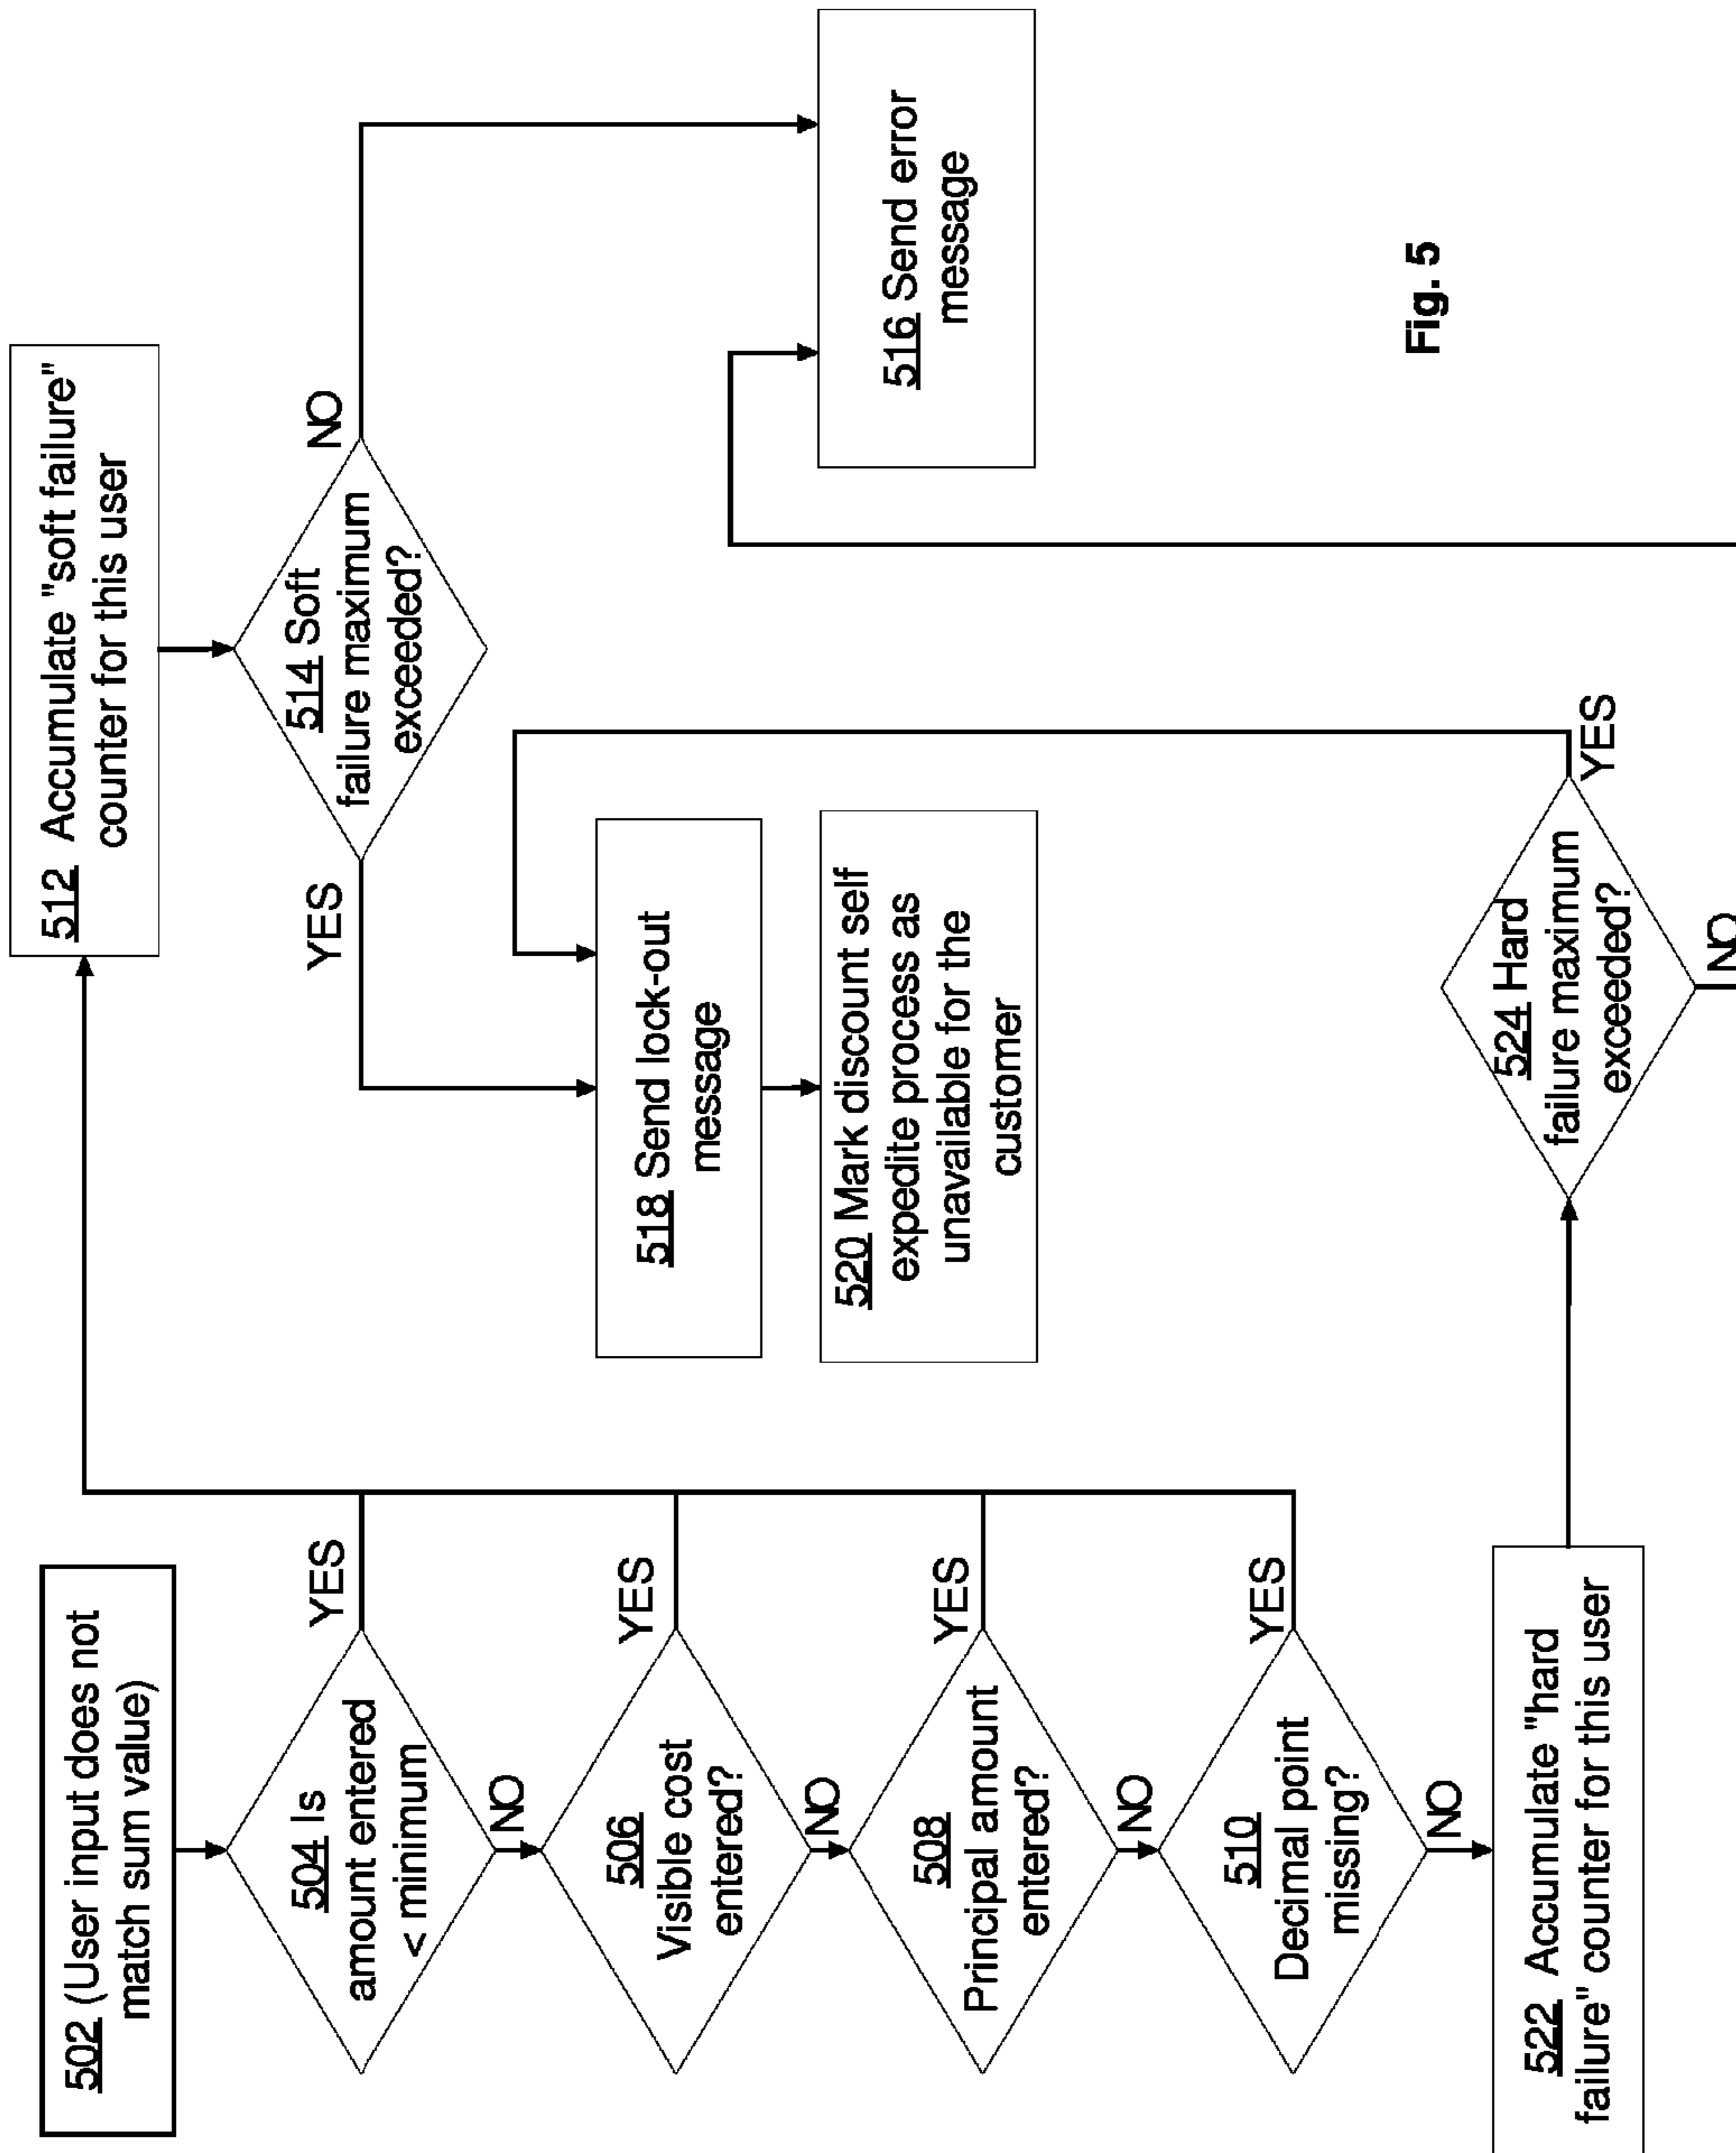 502 (User input does not
match sum value)
504 Is
amount entered
< minimum
YES
NO
506
Visible cost
entered?
YES
NO
508
Principal amount
entered?
YES
NO
510
Decimal point
missing?
YES
NO
522 Accumulate "hard
failure" counter for this user
512 Accumulate "soft failure"
counter for this user
514 Soft
failure maximum
exceeded?
YES
NO
518 Send lock-out
message
520 Mark discount self
expedite process as
unavailable for the
customer
524 Hard
failure maximum
exceeded?
YES
NO
516 Send error
message
Fig. 5